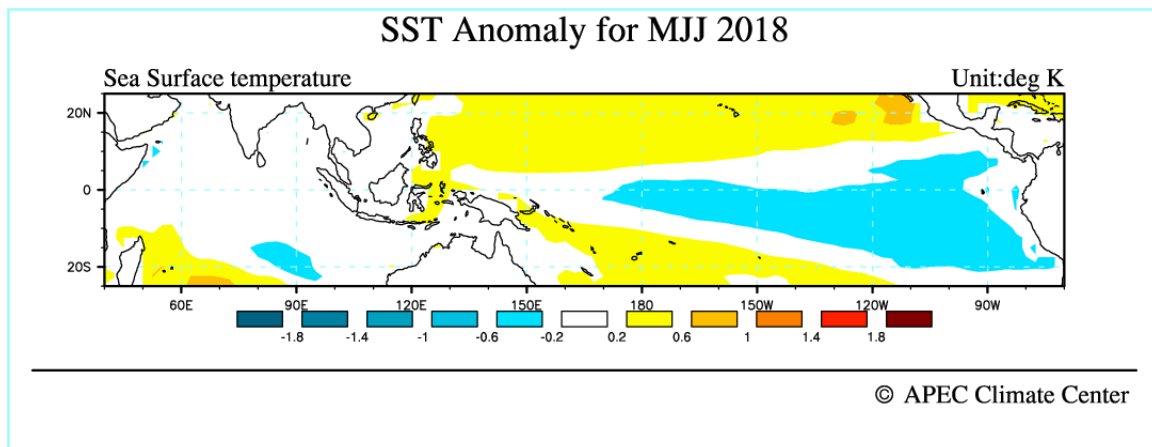 SST Anomaly for MJJ 2018
Sea Surface temperature Unit:deg K
20N
0
20S
60E 90E 120E 150E 180 150W 120W 90W
-1.8 -1.4 -1 -0.6 -0.2 0.2 0.6 1 1.4 1.8
© APEC Climate Center